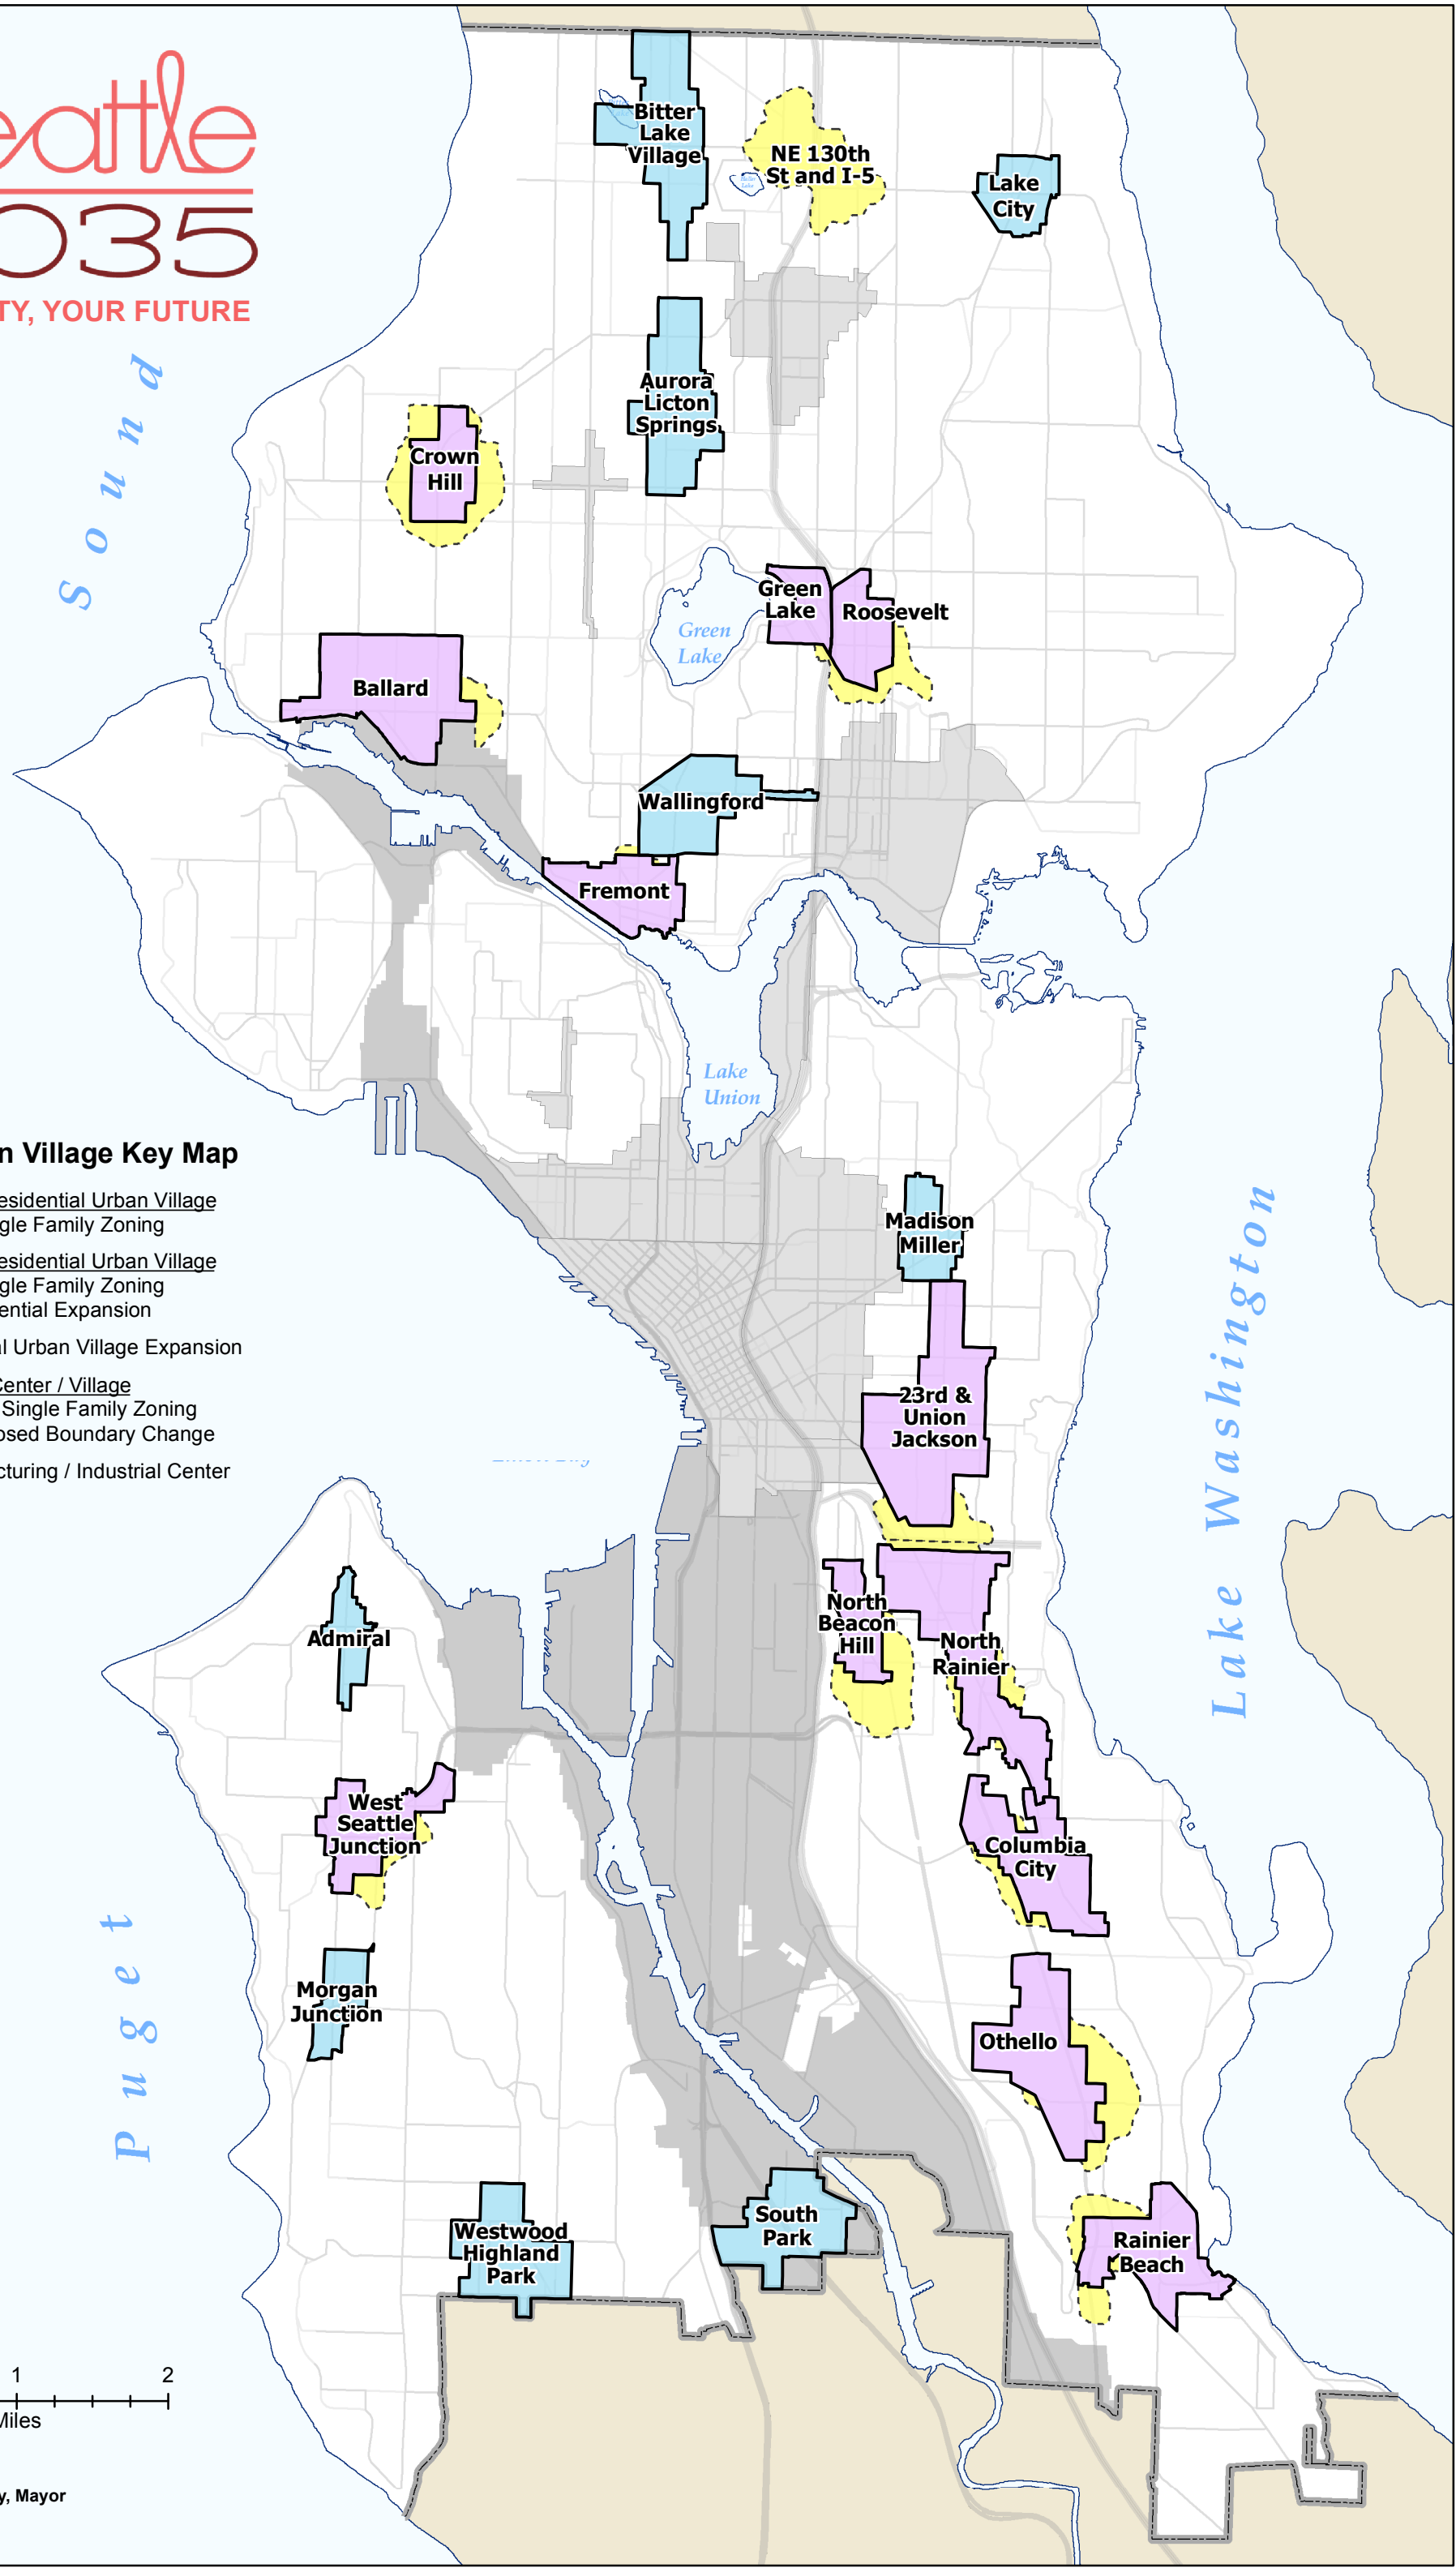 eattle
035
TY, YOUR FUTURE
Bitter
Lake
Village
NE 130th
St and I-5
Lake
City
Aurora
Licton
Springs
Crown
Hill
Sound
Green
Lake
Roosevelt
Green
Lake
Ballard
Wallingford
Fremont
Lake
Union
n Village Key Map
esidential Urban Village
gle Family Zoning
esidential Urban Village
gle Family Zoning
ential Expansion
l Urban Village Expansion
Center / Village
Single Family Zoning
osed Boundary Change
cturing / Industrial Center
Madison
Miller
23rd &
Union
Jackson
Lake Washington
Admiral
North
Beacon
Hill
North
Rainier
West
Seattle
Junction
Columbia
City
Puget
Morgan
Junction
Othello
Westwood
Highland
Park
South
Park
Rainier
Beach
1 2
Miles
y, Mayor